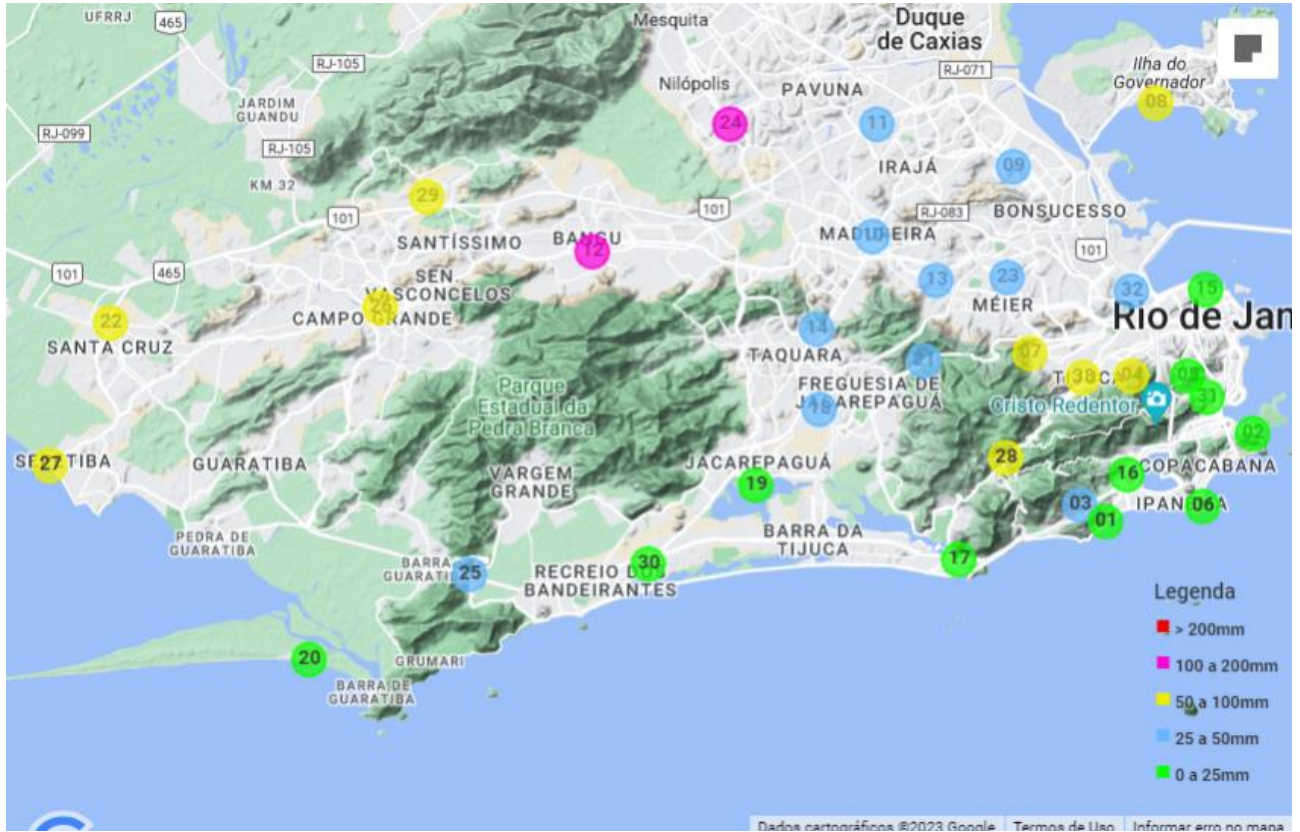 UFRRJ
465
Mesquita
Duque
de Caxias
RJ-105
Nilópolis
RJ-071
Ilha do
Governador
PAVUNA
08
JARDIM
GUANDU
24
11
RJ-099
RJ-105
IRAJÁ
09
KM 32
29
101
101
RJ-083
BONSUCESSO
SANTÍSSIMO
BANGU
12
MADUREIRA
10
101
101
465
SEN.
VASCONCELOS
13
23
32
15
22
CAMPO GRANDE
MÉIER
Rio de Jan
SANTA CRUZ
14
TAQUARA
21
07
Parque
Estadual da
Pedra Branca
FREGUESIA DE
JACAREPAGUÁ
38
04
05
31
Cristo Redentor
02
27
SEPETIBA
GUARATIBA
JACAREPAGUÁ
28
COPACABANA
16
VARGEM
GRANDE
19
03
01
IPANEMA
06
PEDRA DE
GUARATIBA
BARRA DA
TIJUCA
17
BARRA
GUARATI
25
RECREIO DOS
BANDEIRANTES
30
Legenda
> 200mm
20
GRUMARI
100 a 200mm
BARRA DE
GUARATIBA
50 a 100mm
25 a 50mm
0 a 25mm
Dados cartográficos ©2023 Google
Termos de Uso
Informar erro no mapa